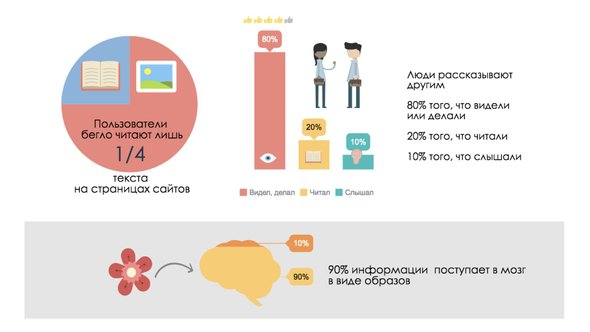 Пользователи
бегло читают лишь
1/4
текста
на страницах сайтов
80%
20%
10%
Видел, делал
Читал
Слышал
Люди рассказывают
другим
80% того, что видели
или делали
20% того, что читали
10% того, что слышали
10%
90%
90% информации поступает в мозг
в виде образов